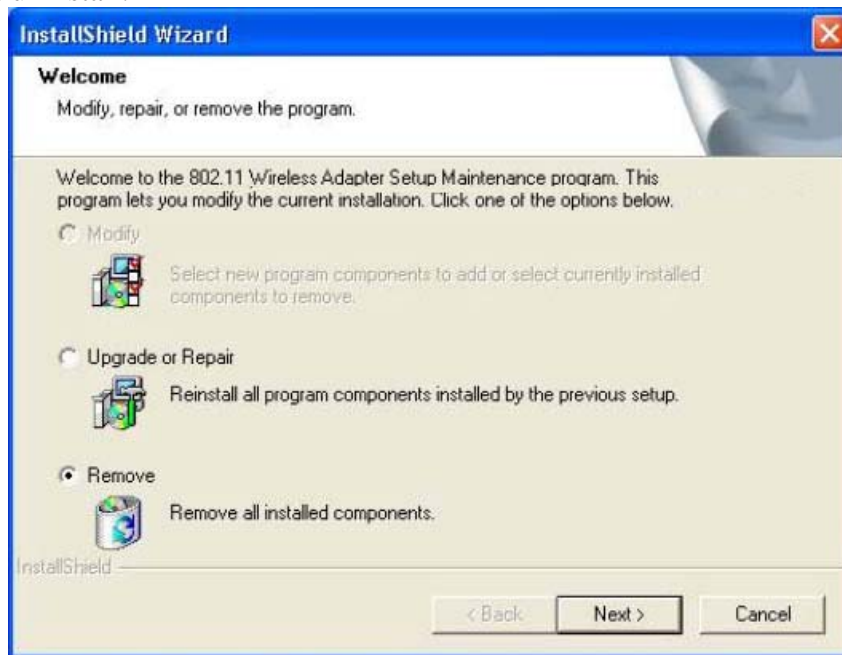 InstallShield Wizard
Welcome
Modify, repair, or remove the program.
Welcome to the 802.11 Wireless Adapter Setup Maintenance program. This
program lets you modify the current installation. Click one of the options below.
Modify
Select new program components to add or select currently installed
components to remove.
Upgrade or Repair
Reinstall all program components installed by the previous setup.
Remove
Remove all installed components.
InstallShield
< Back
Next >
Cancel